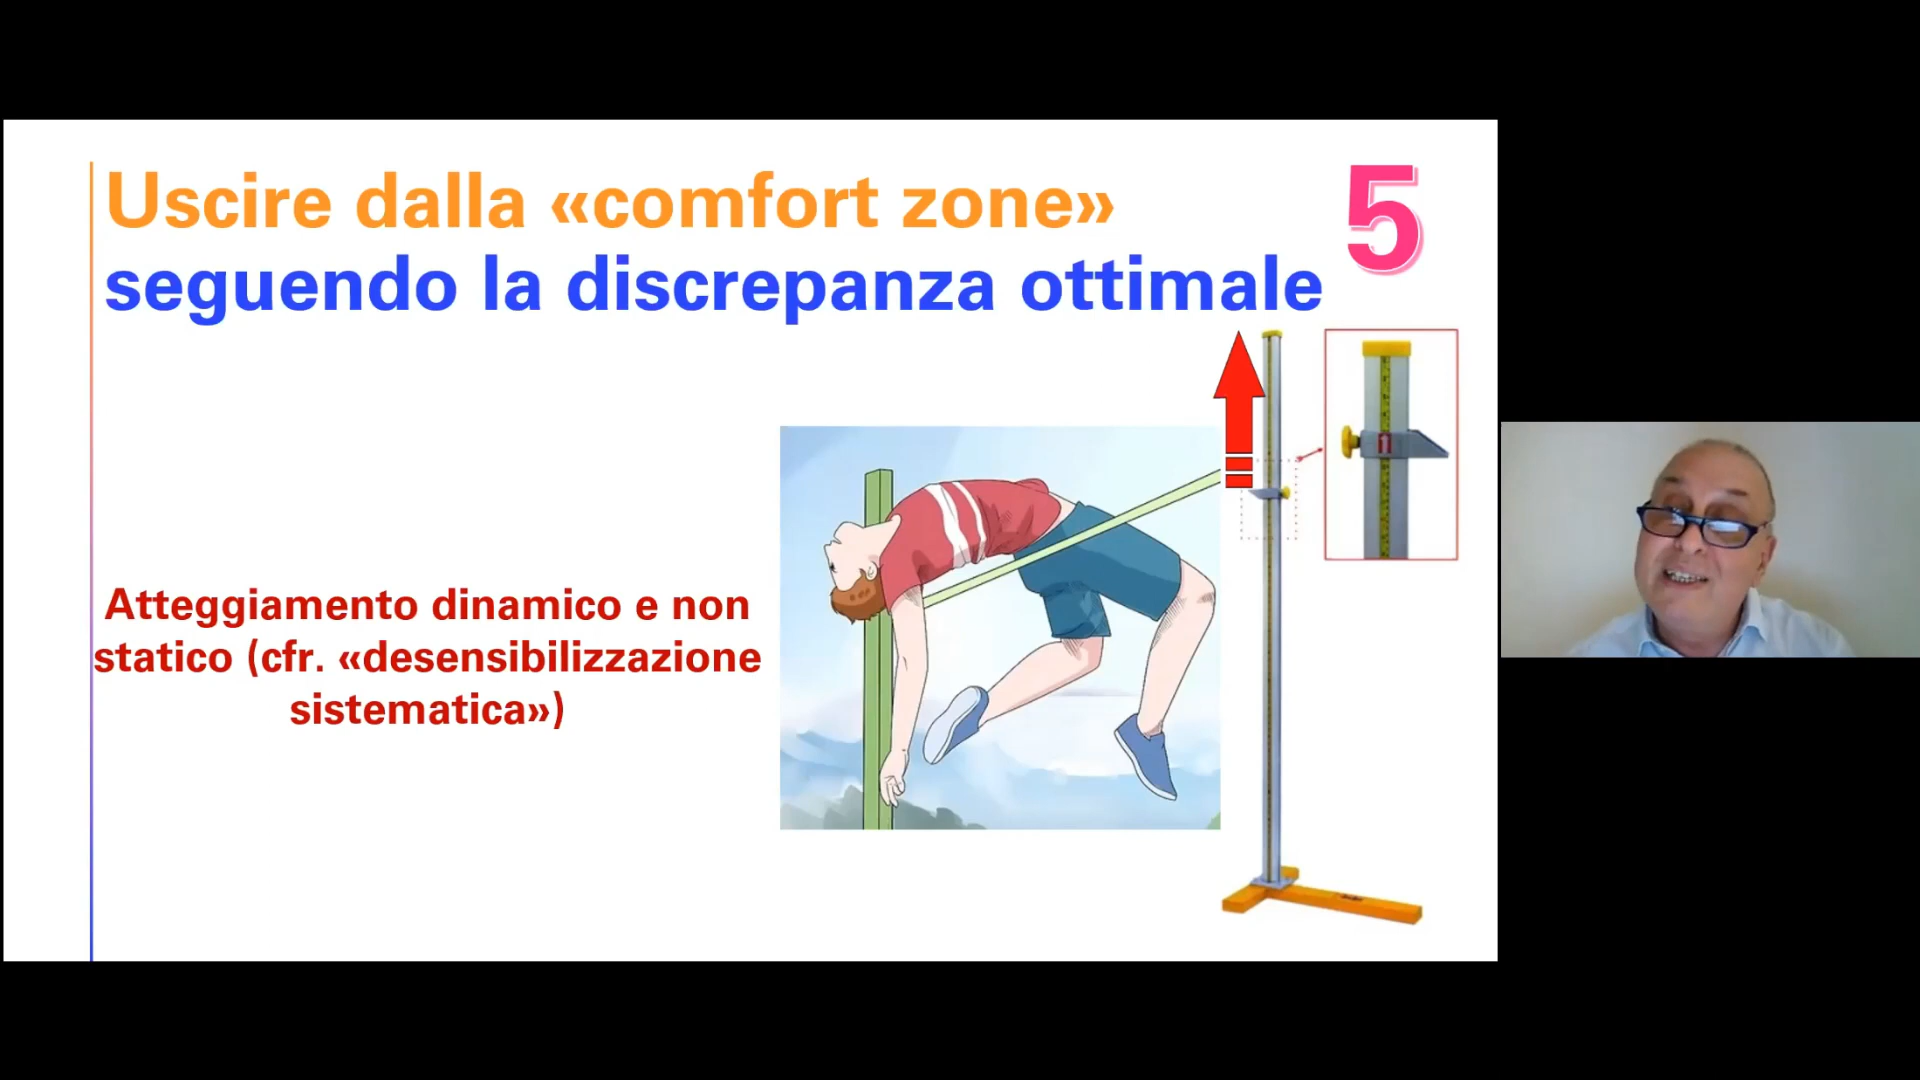 Uscire dalla «comfort zone»
seguendo la discrepanza ottimale
5
Atteggiamento dinamico e non
statico (cfr. «desensibilizzazione
sistematica»)